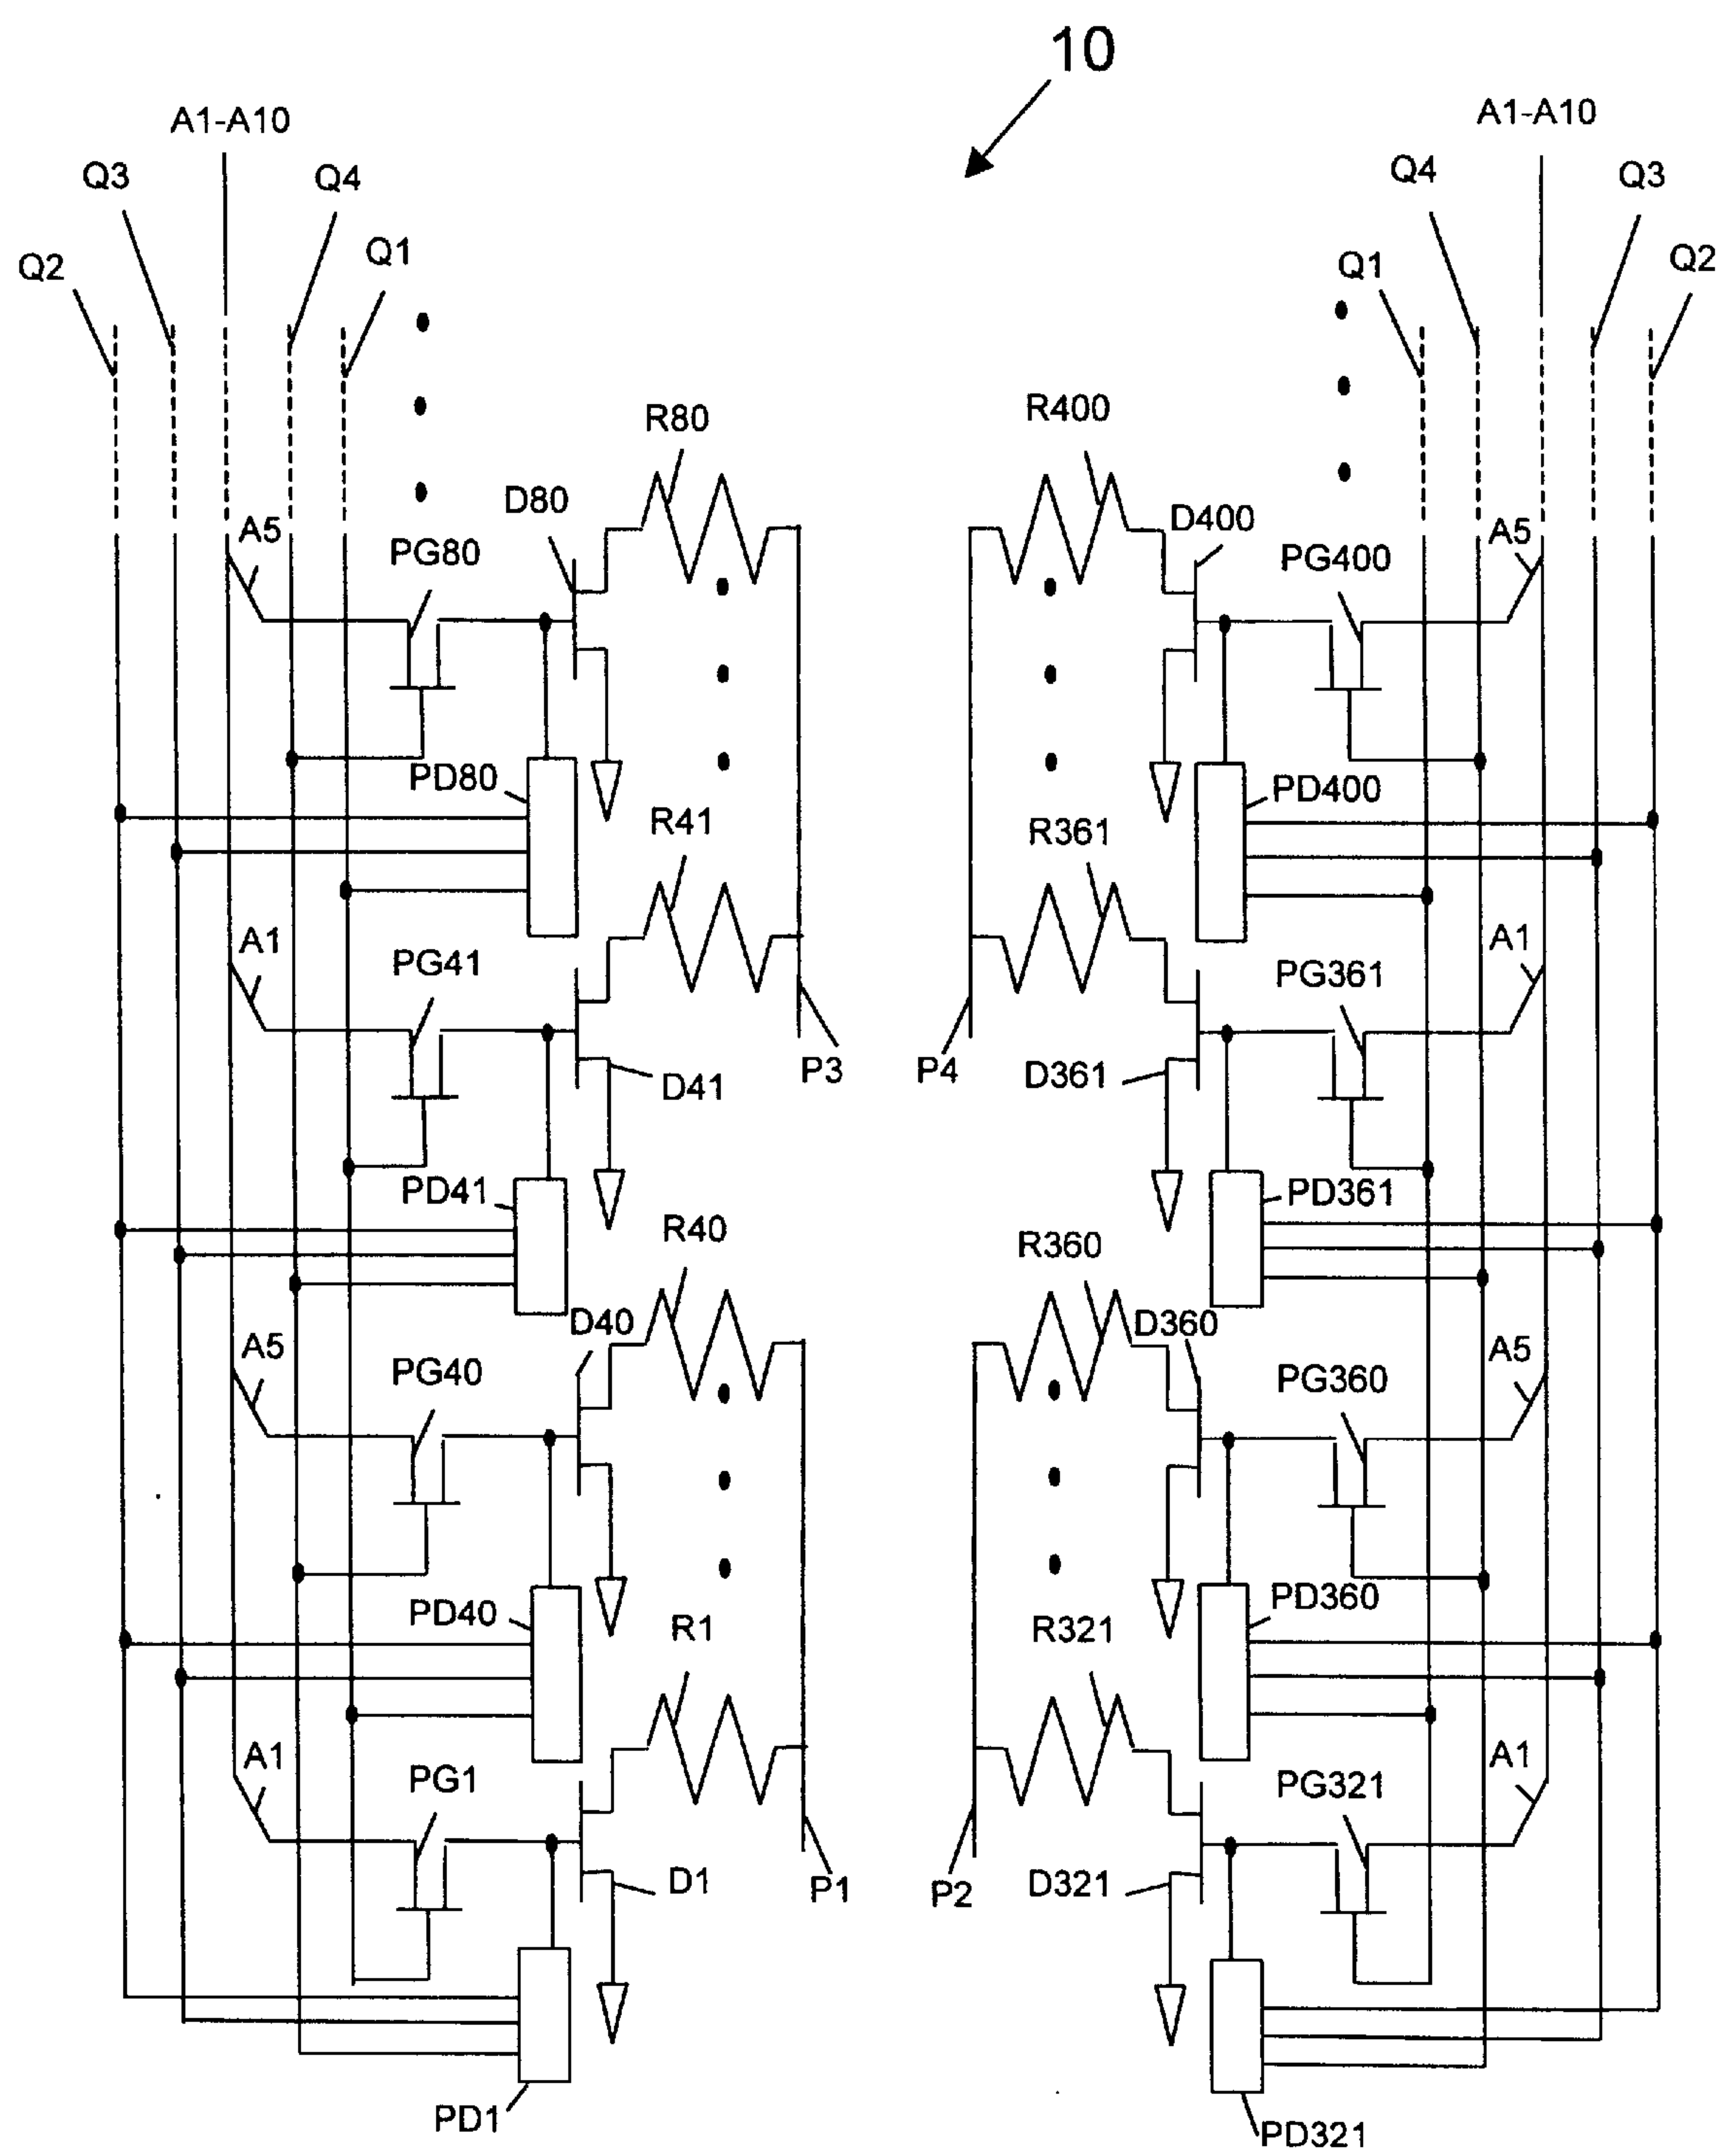 10
A1-A10 A1-A10
Q3 Q4 Q4 Q3
Q2 Q1 Q1 Q2
R80 R400
D80 D400
A5 PG80 PG400 A5
PD80 PD400
R41 R361
A1 PG41 PG361 A1
D41 P3 P4 D361
PD41 PD361
R40 R360
D40 D360
A5 PG40 PG360 A5
PD40 PD360
R1 R321
A1 PG1 PG321 A1
D1 P1 P2 D321
PD1 PD321